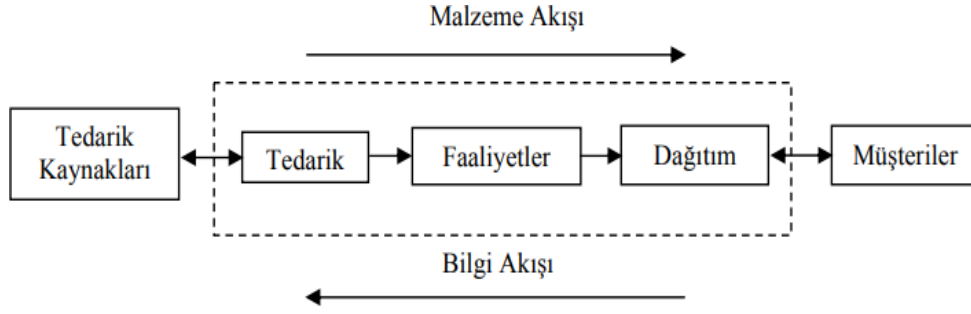 Malzeme Akışı
Tedarik
Kaynakları
Tedarik
Faaliyetler
Dağıtım
Müşteriler
Bilgi Akışı